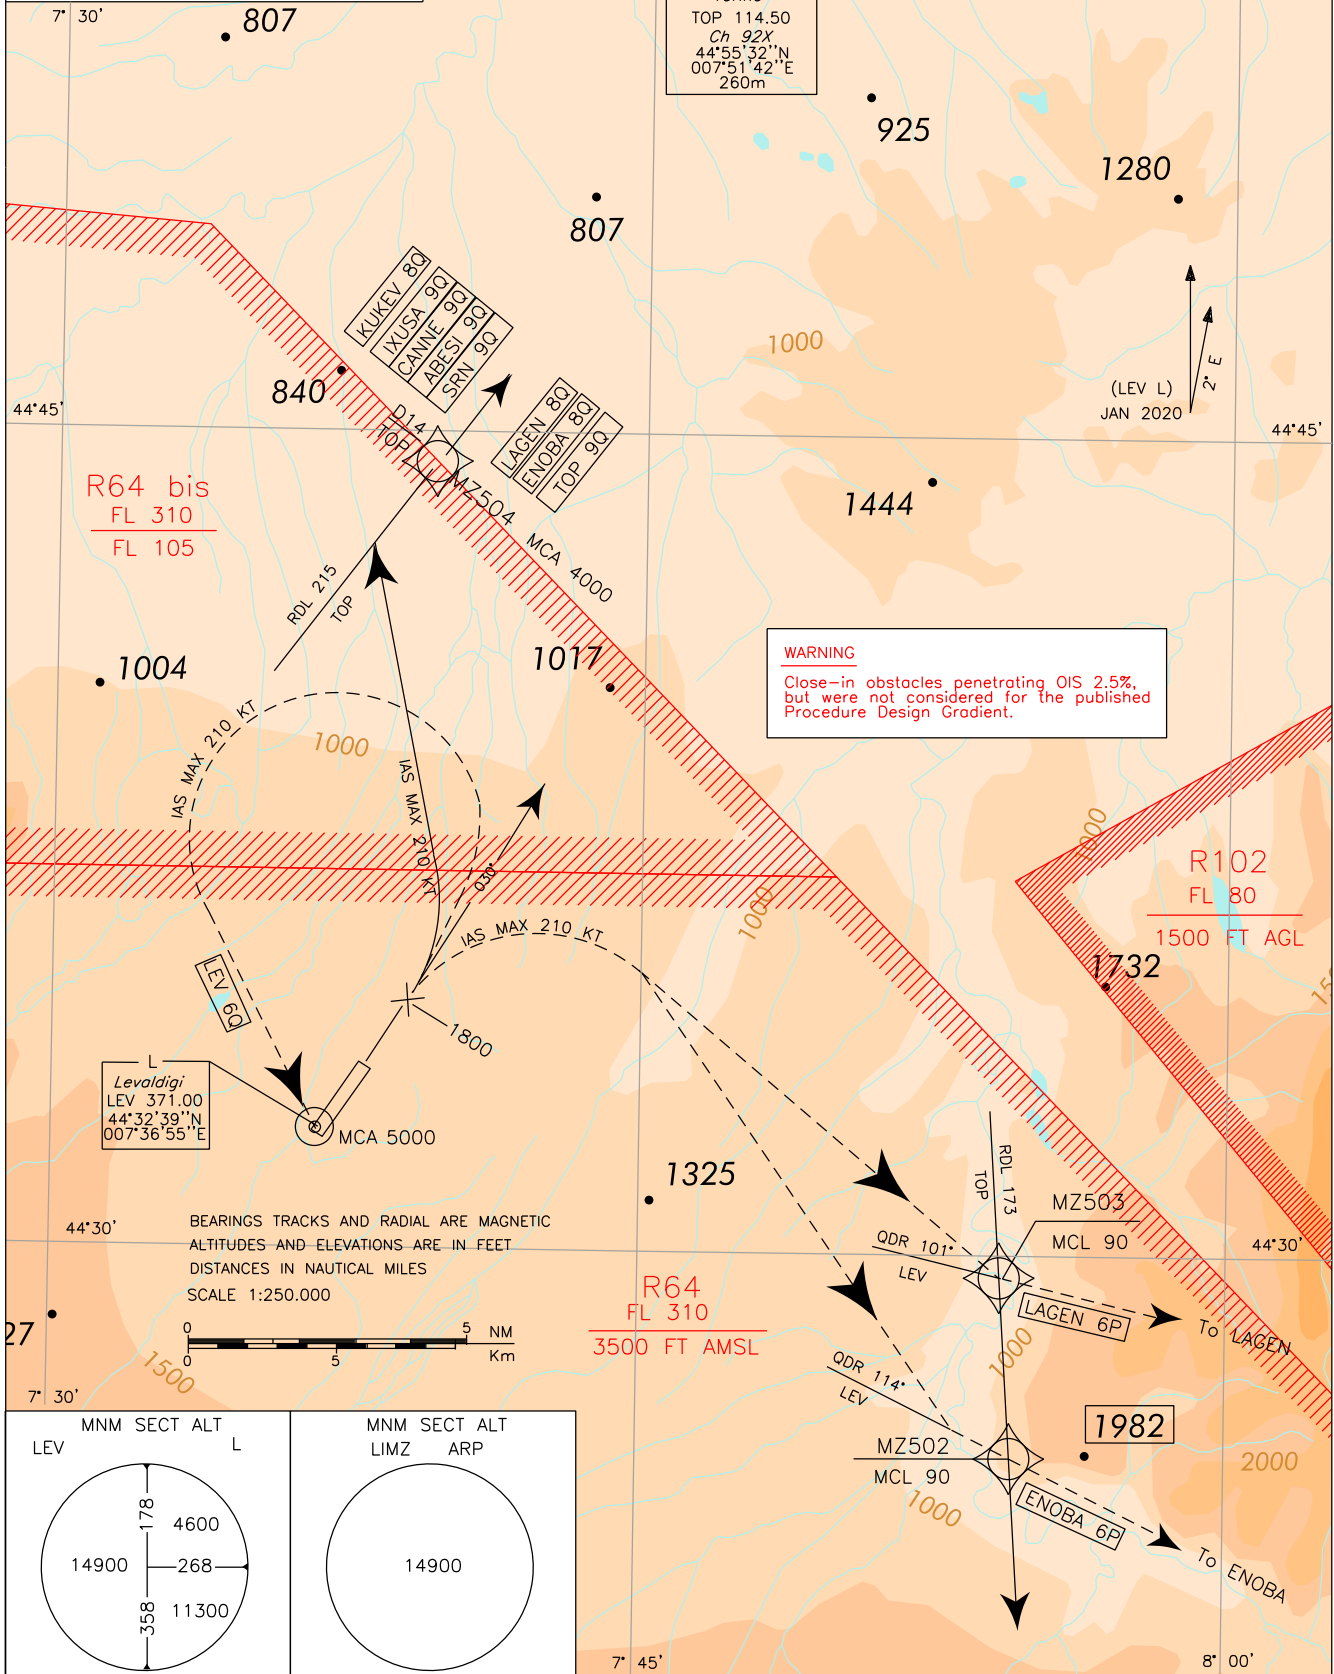 7° 30'
807
TOP 114.50
Ch 92X
44°55'32''N
007°51'42''E
260m
925
1280
807
KUKEV 8Q
IXUSA 9Q
CANNE 9Q
ABESI 9Q
SRN 9Q
1000
2° E
(LEV L)
JAN 2020
840
44°45'
D14
TOP
LAGEN 8Q
ENOBA 8Q
TOP 9Q
44°45'
R64 bis
FL 310
FL 105
MZ504
MCA 4000
1444
RDL 215
TOP
1004
1017
WARNING
Close-in obstacles penetrating OIS 2.5%,
but were not considered for the published
Procedure Design Gradient.
IAS MAX 210 KT
1000
IAS MAX 210 KT
1000
R102
FL 80
1500 FT AGL
030°
IAS MAX 210 KT
1000
1732
LEV 6Q
1800
L
Levaldigi
LEV 371.00
44°32'39''N
007°36'55''E
MCA 5000
1325
RDL 173
TOP
MZ503
MCL 90
44°30'
BEARINGS TRACKS AND RADIAL ARE MAGNETIC
ALTITUDES AND ELEVATIONS ARE IN FEET
DISTANCES IN NAUTICAL MILES
SCALE 1:250.000
QDR 101°
LEV
44°30'
R64
FL 310
3500 FT AMSL
LAGEN 6P
To LAGEN
27
0 5 NM
0 5 Km
1000
1500
QDR 114°
LEV
7° 30'
1982
MZ502
MCL 90
2000
1000
ENOBA 6P
To ENOBA
MNM SECT ALT
LEV L
178
4600
14900
268
358
11300
MNM SECT ALT
LIMZ ARP
14900
7° 45'
8° 00'